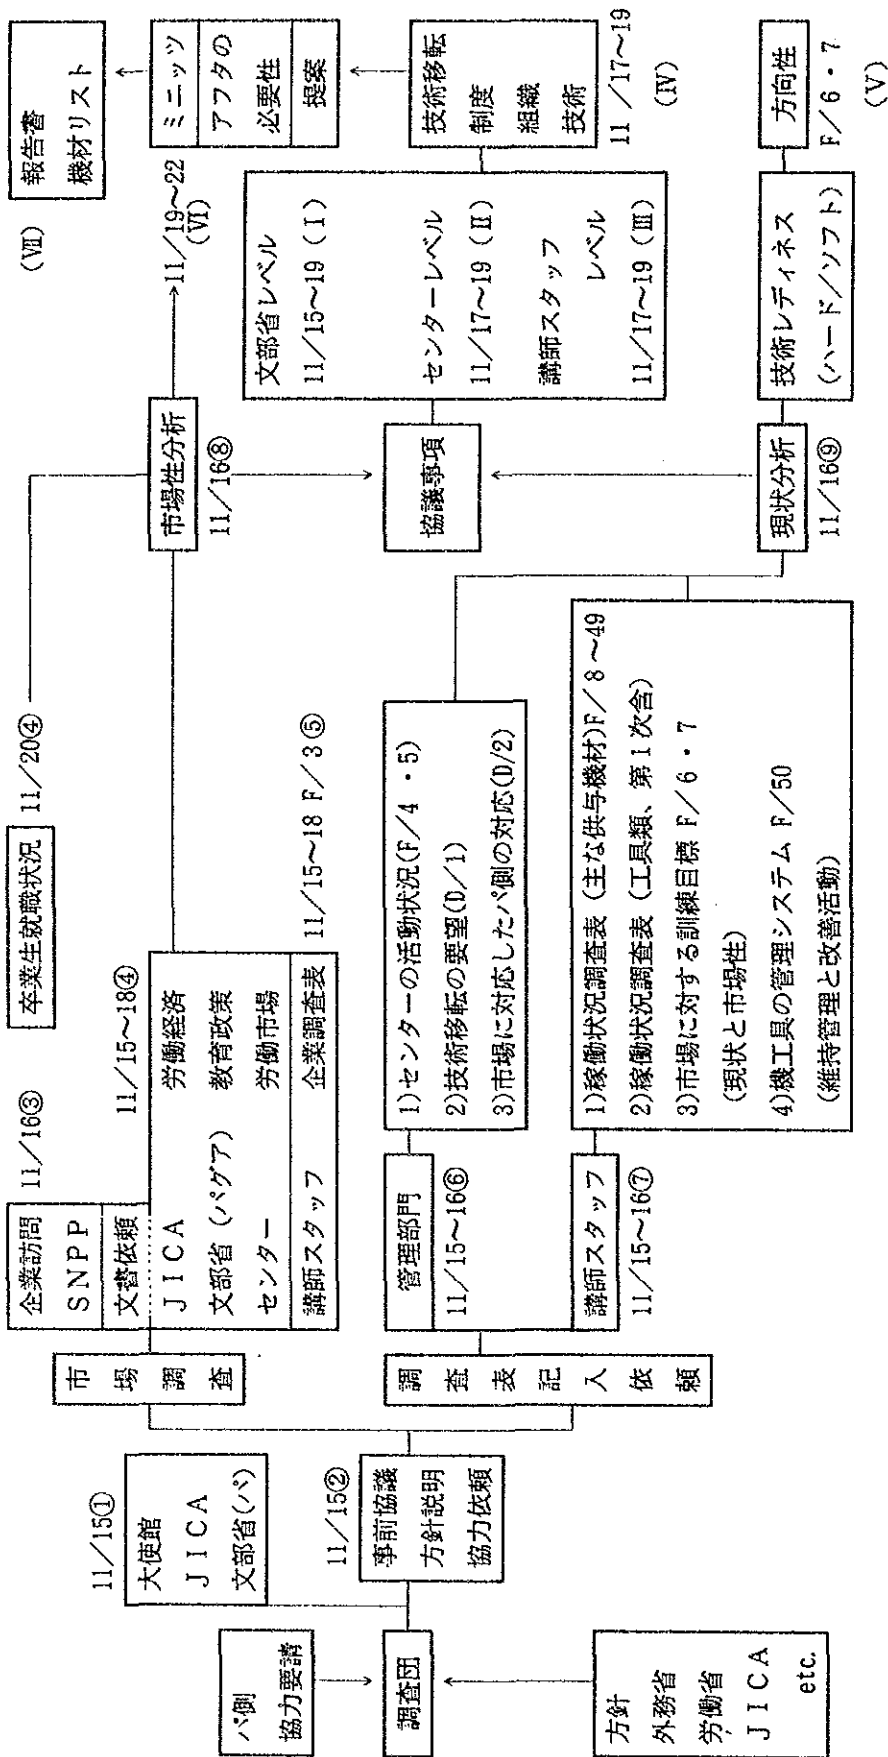 パ側
協力要請
調査団
方針
外務省
労働省
ＪＩＣＡ
etc.
11／15①
大使館
ＪＩＣＡ
文部省(パ)
11／15②
事前協議
方針説明
協力依頼
市場調査
調査表記入依頼
企業訪問 11／16③
ＳＮＰＰ
文書依頼 11／15～18④
ＪＩＣＡ 労働経済
文部省（パグア） 教育政策
センター 労働市場
講師スタッフ 企業調査表 11／15～18 F／3⑤
卒業生就職状況 11／20④
管理部門
11／15～16⑥
1)センターの活動状況(F／4・5)
2)技術移転の要望(D／1)
3)市場に対応したパ側の対応(D/2)
講師スタッフ
11／15～16⑦
1)稼働状況調査表（主な供与機材)F／8～49
2)稼働状況調査表（工具類、第1次含）
3)市場に対する訓練目標 F／6・7
(現状と市場性)
4)機工具の管理システム F／50
(維持管理と改善活動)
市場性分析
11／16⑧
協議事項
現状分析
11／16⑨
文部省レベル
11／15～19（Ⅰ）
センターレベル
11／17～19（Ⅱ）
講師スタッフ
レベル
11／17～19（Ⅲ）
技術レディネス
(ハード／ソフト)
技術移転
制度
組織
技術
11／17～19
(Ⅳ)
方向性
F／6・7
(Ⅴ)
11／19～22
(Ⅵ)
ミニッツ
アフタの
必要性
提案
(Ⅶ)
報告書
機材リスト